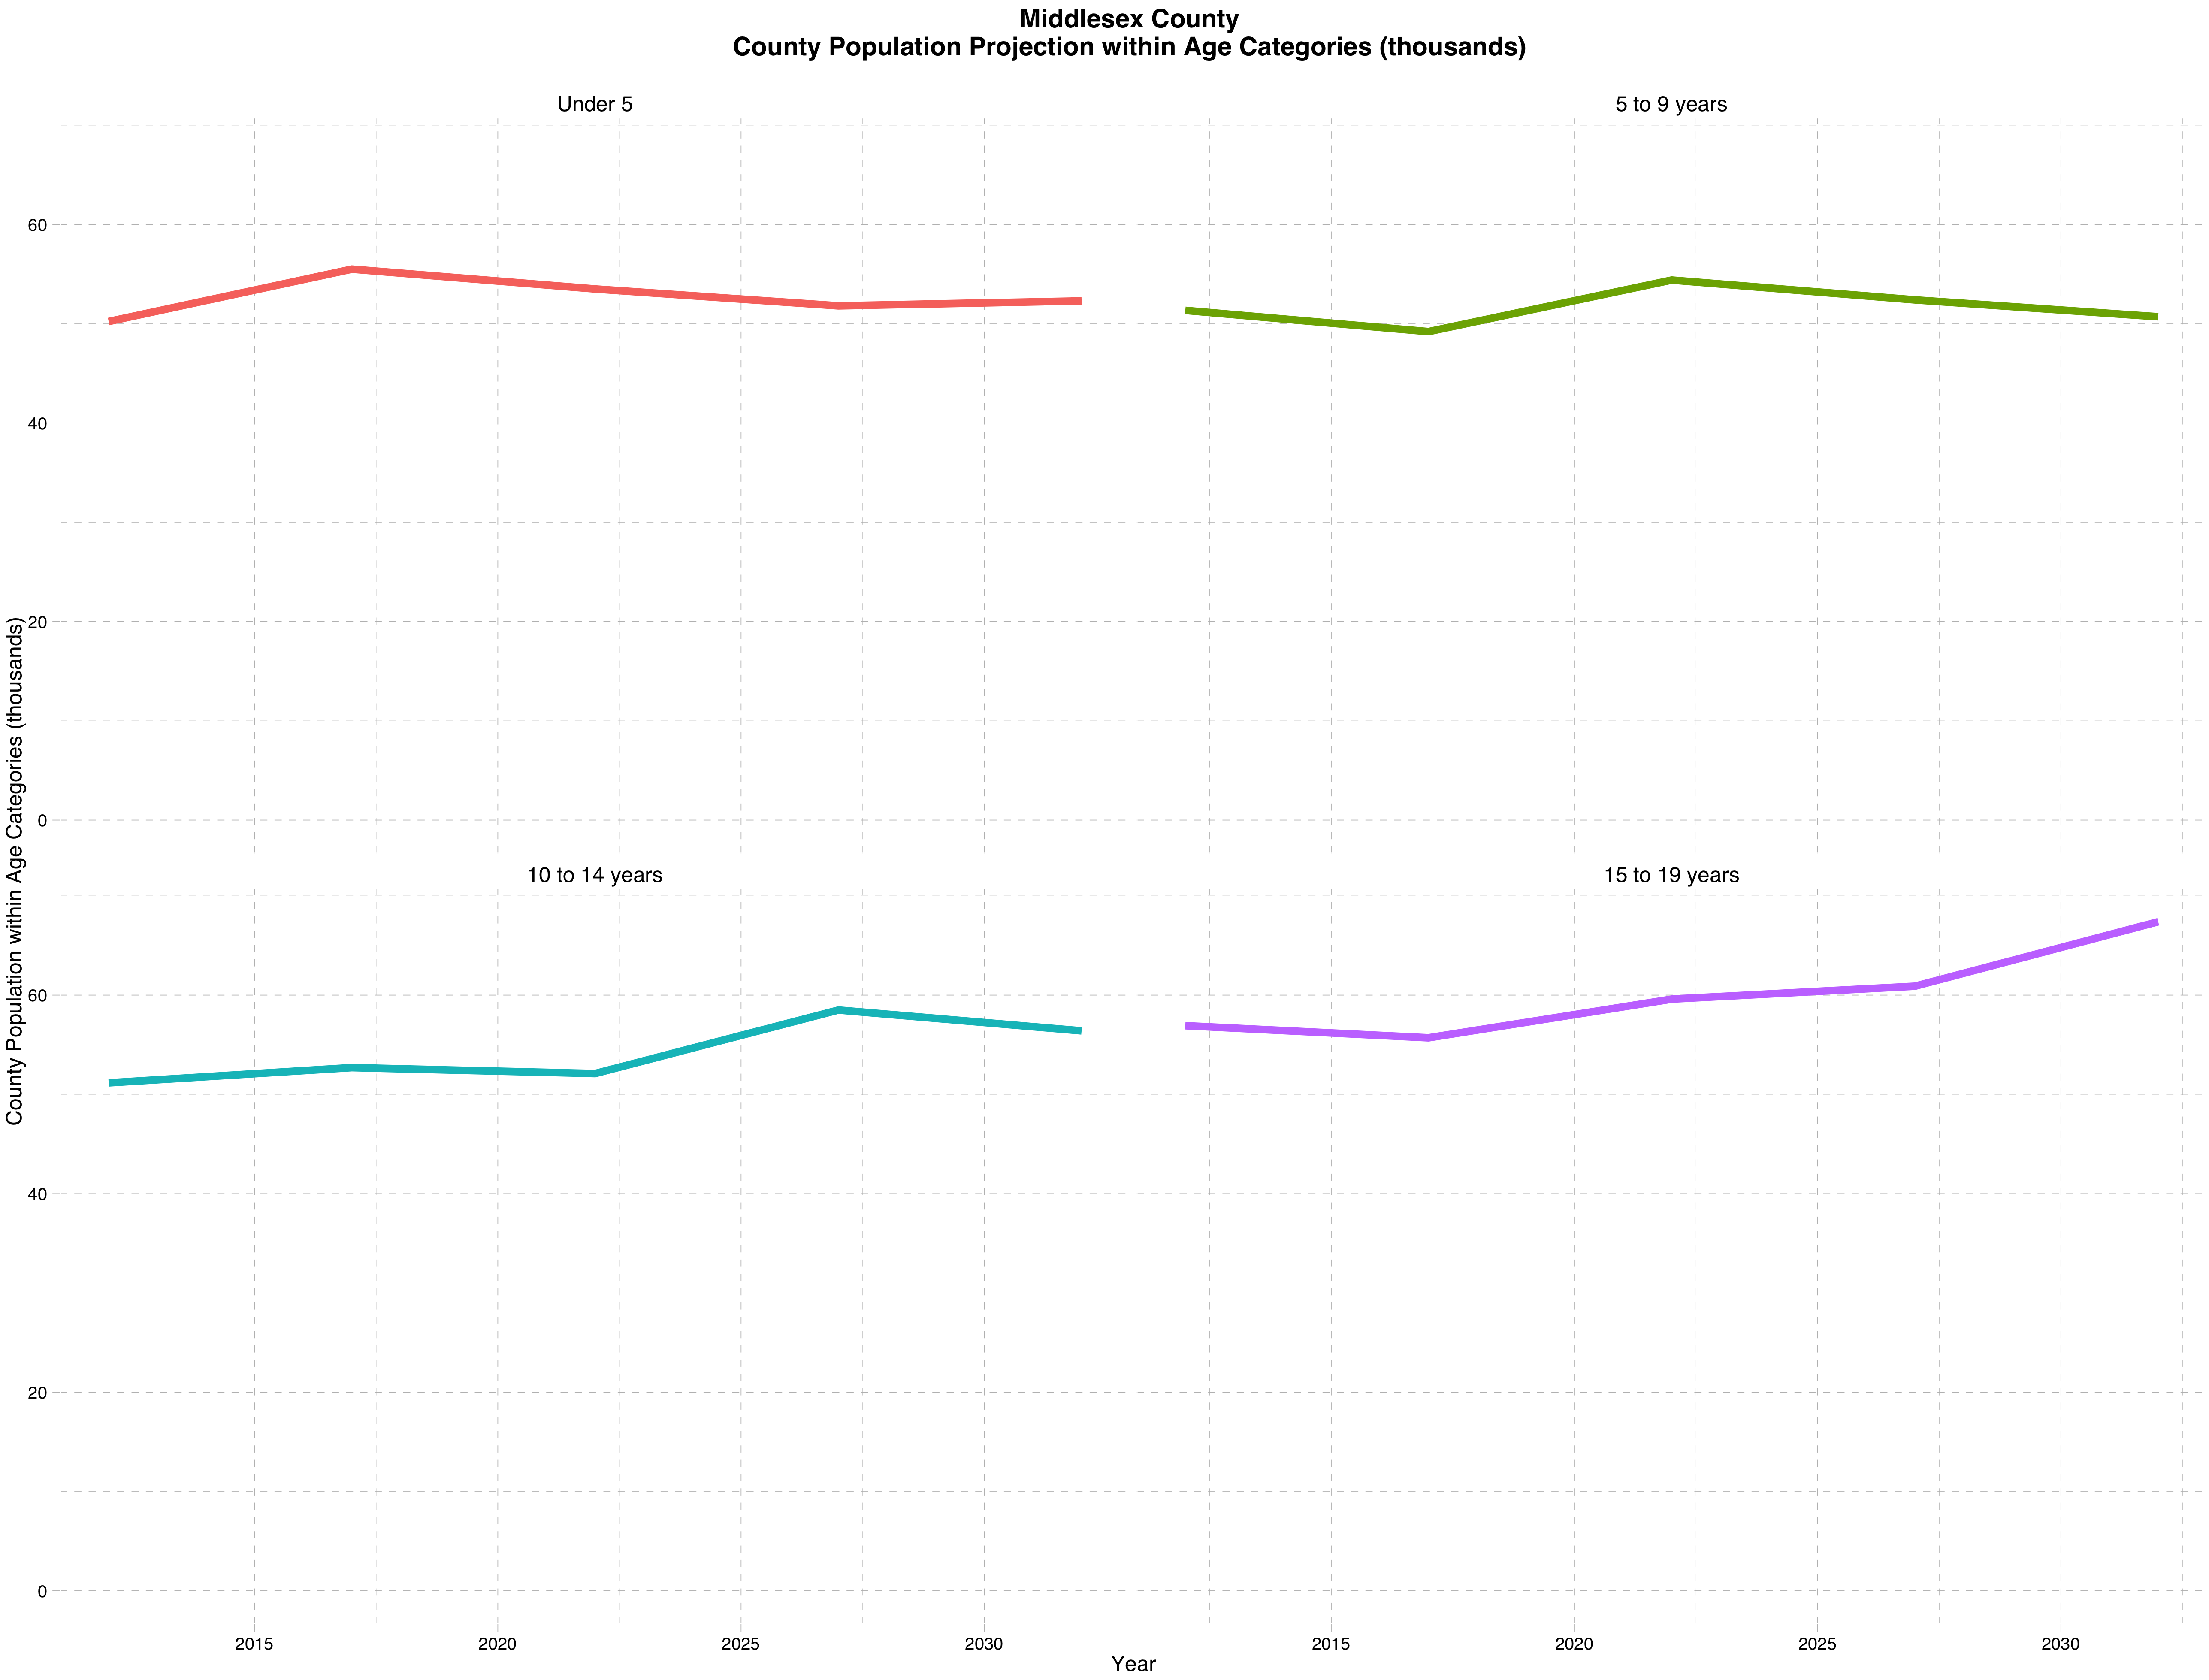 Middlesex County
County Population Projection within Age Categories (thousands)
Under 5
5 to 9 years
60
40
20
0
10 to 14 years
15 to 19 years
60
40
20
0
County Population within Age Categories (thousands)
2015
2020
2025
2030
2015
2020
2025
2030
Year